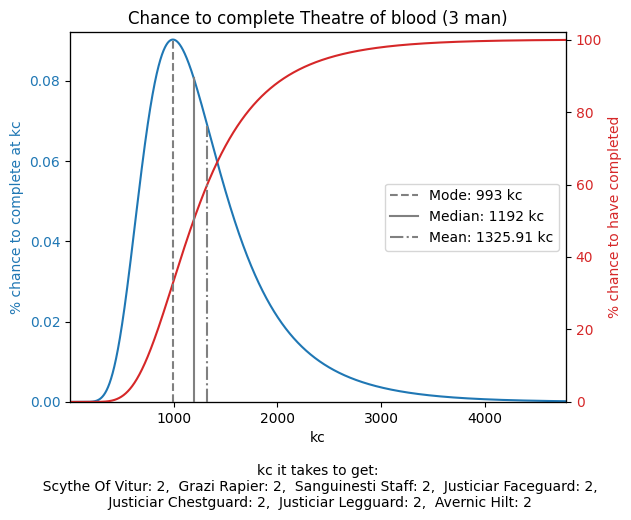 Chance to complete Theatre of blood (3 man)
% chance to complete at kc
0.08
0.06
0.04
0.02
0.00
100
80
60
40
20
0
% chance to have completed
Mode: 993 kc
Median: 1192 kc
Mean: 1325.91 kc
1000 2000 3000 4000
kc
kc it takes to get:
Scythe Of Vitur: 2, Grazi Rapier: 2, Sanguinesti Staff: 2, Justiciar Faceguard: 2,
Justiciar Chestguard: 2, Justiciar Legguard: 2, Avernic Hilt: 2